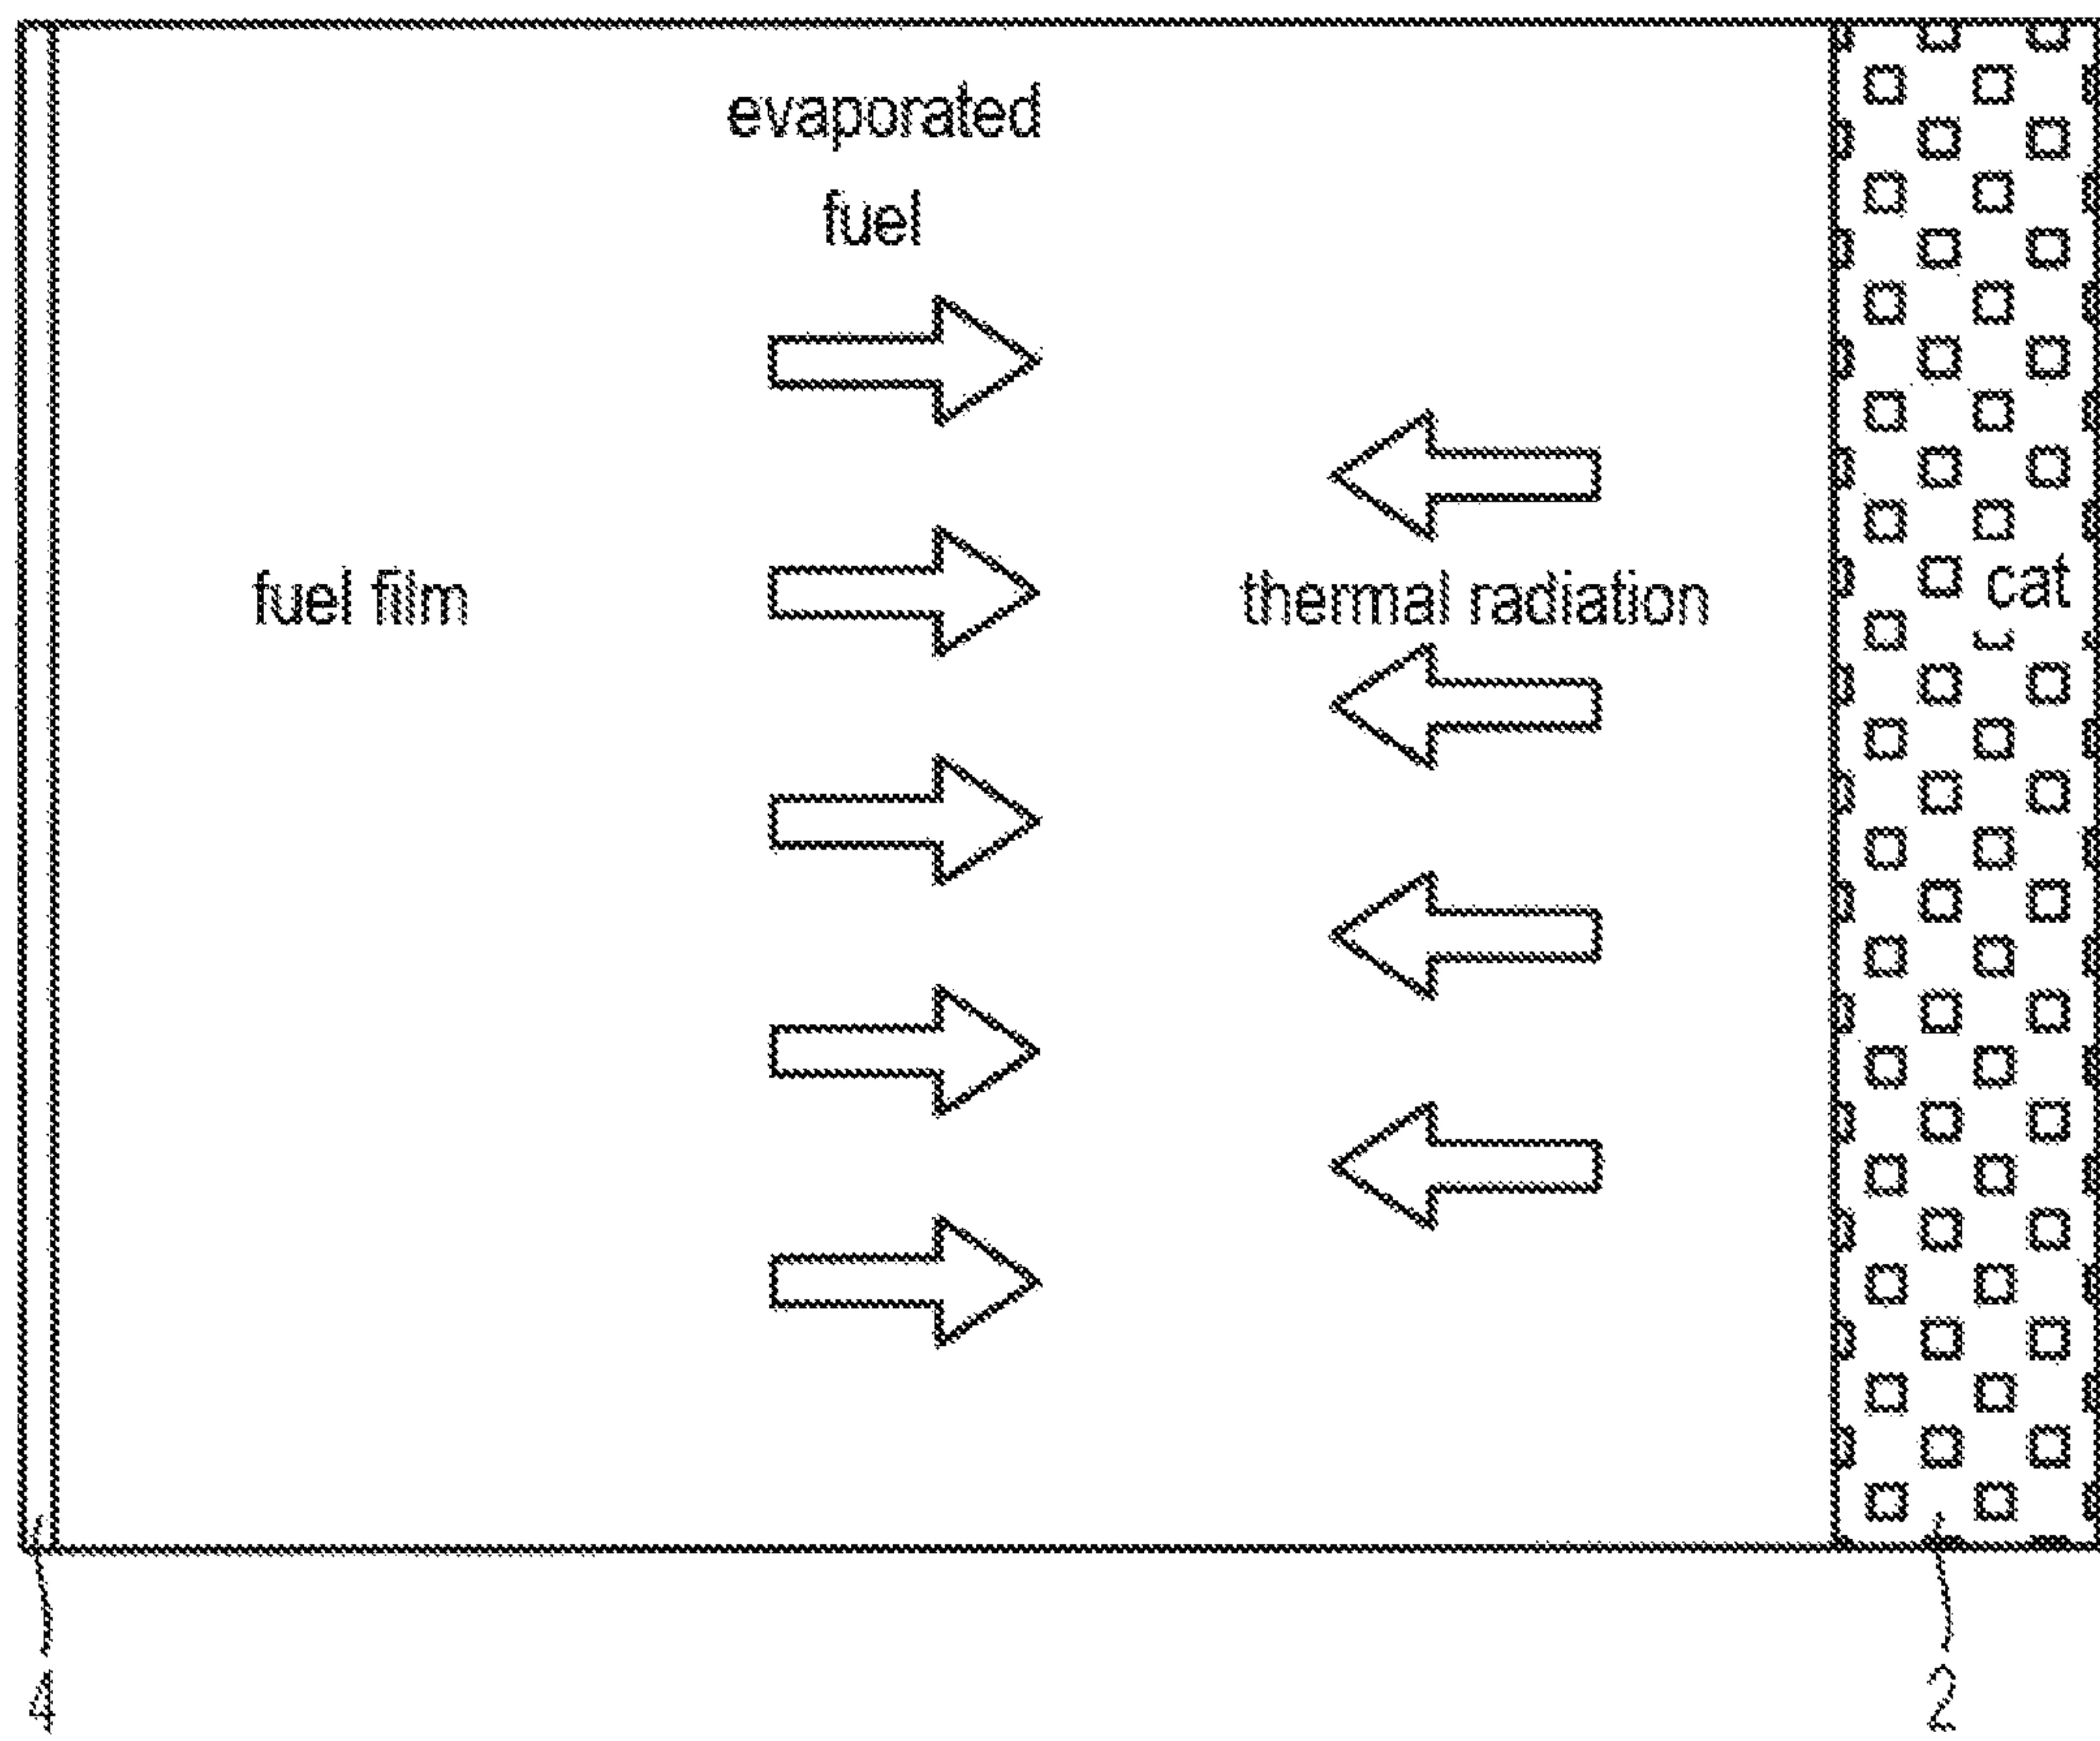 evaporated
fuel
fuel film
thermal radiation
cat
4
2